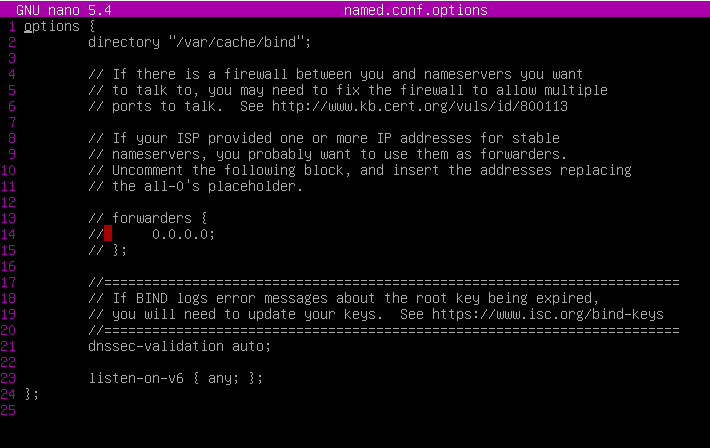 GNU nano 5.4 named.conf.options
1 options {
2 directory "/var/cache/bind";
3
4 // If there is a firewall between you and nameservers you want
5 // to talk to, you may need to fix the firewall to allow multiple
6 // ports to talk. See http://www.kb.cert.org/vuls/id/800113
7
8 // If your ISP provided one or more IP addresses for stable
9 // nameservers, you probably want to use them as forwarders.
10 // Uncomment the following block, and insert the addresses replacing
11 // the all-0's placeholder.
12
13 // forwarders {
14 // 0.0.0.0;
15 // };
16
17 //========================================================================
18 // If BIND logs error messages about the root key being expired,
19 // you will need to update your keys. See https://www.isc.org/bind-keys
20 //========================================================================
21 dnssec-validation auto;
22
23 listen-on-v6 { any; };
24 };
25